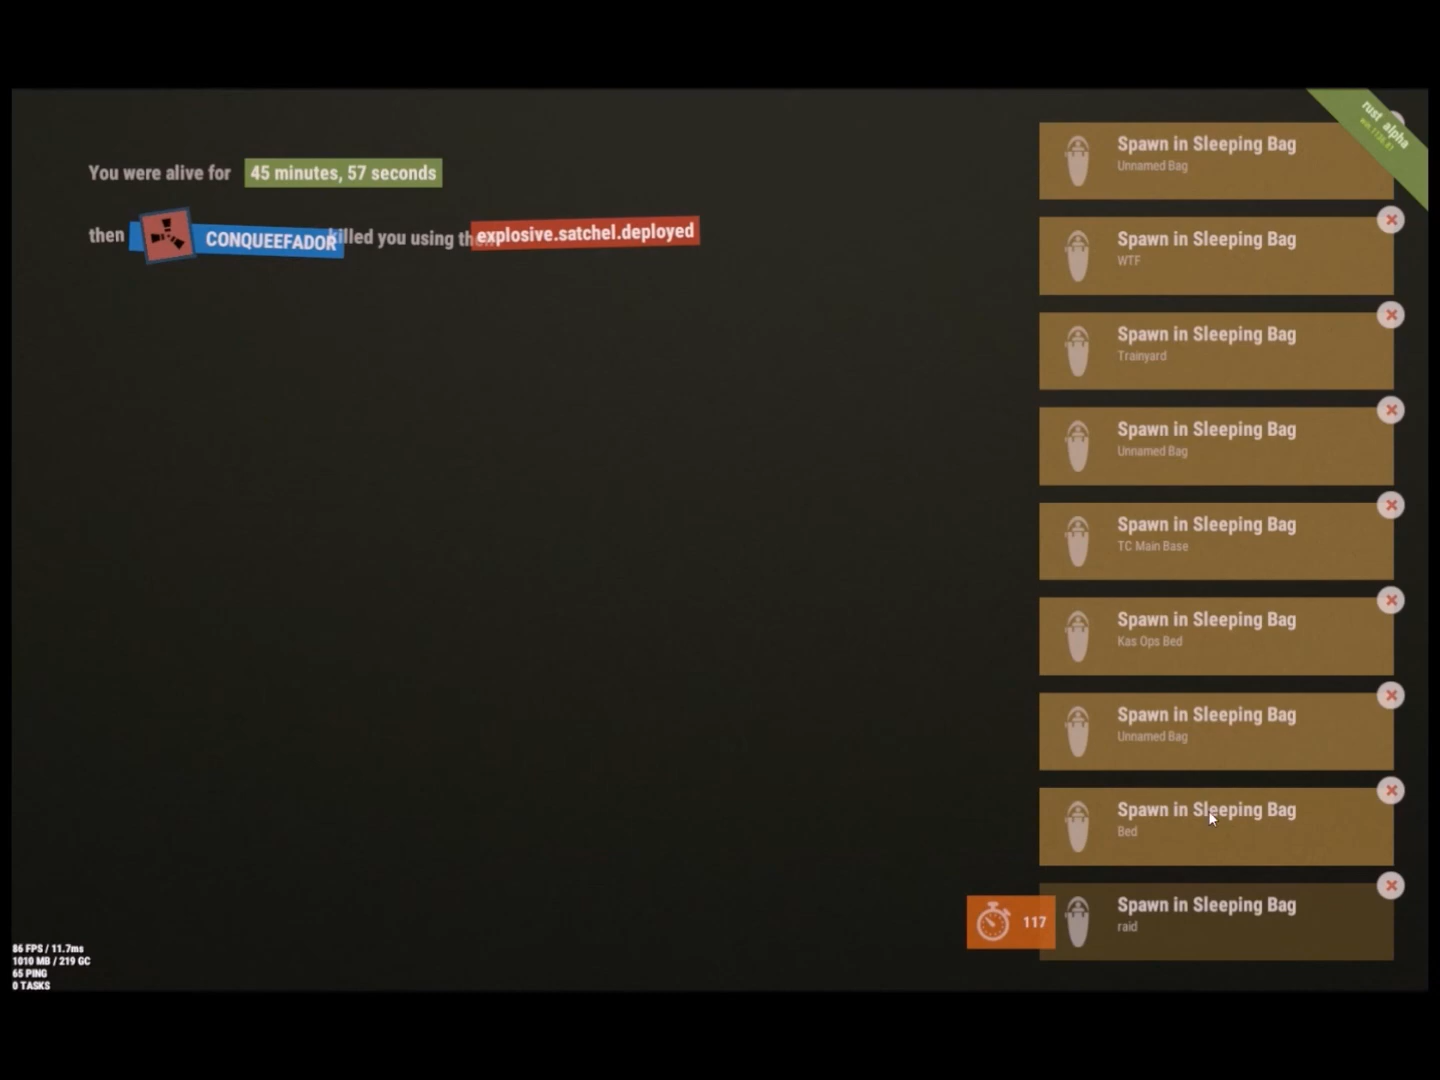 You were alive for 45 minutes, 57 seconds
then CONQUEEFADOR killed you using explosive.satchel.deployed
rust alpha
Spawn in Sleeping Bag
Unnamed Bag
Spawn in Sleeping Bag
WTF
Spawn in Sleeping Bag
Trainyard
Spawn in Sleeping Bag
Unnamed Bag
Spawn in Sleeping Bag
TC Main Base
Spawn in Sleeping Bag
Kas Ops Bed
Spawn in Sleeping Bag
Unnamed Bag
Spawn in Sleeping Bag
Bed
117
Spawn in Sleeping Bag
raid
86 FPS / 11.7ms
1010 MB / 219 GC
65 PING
0 TASKS